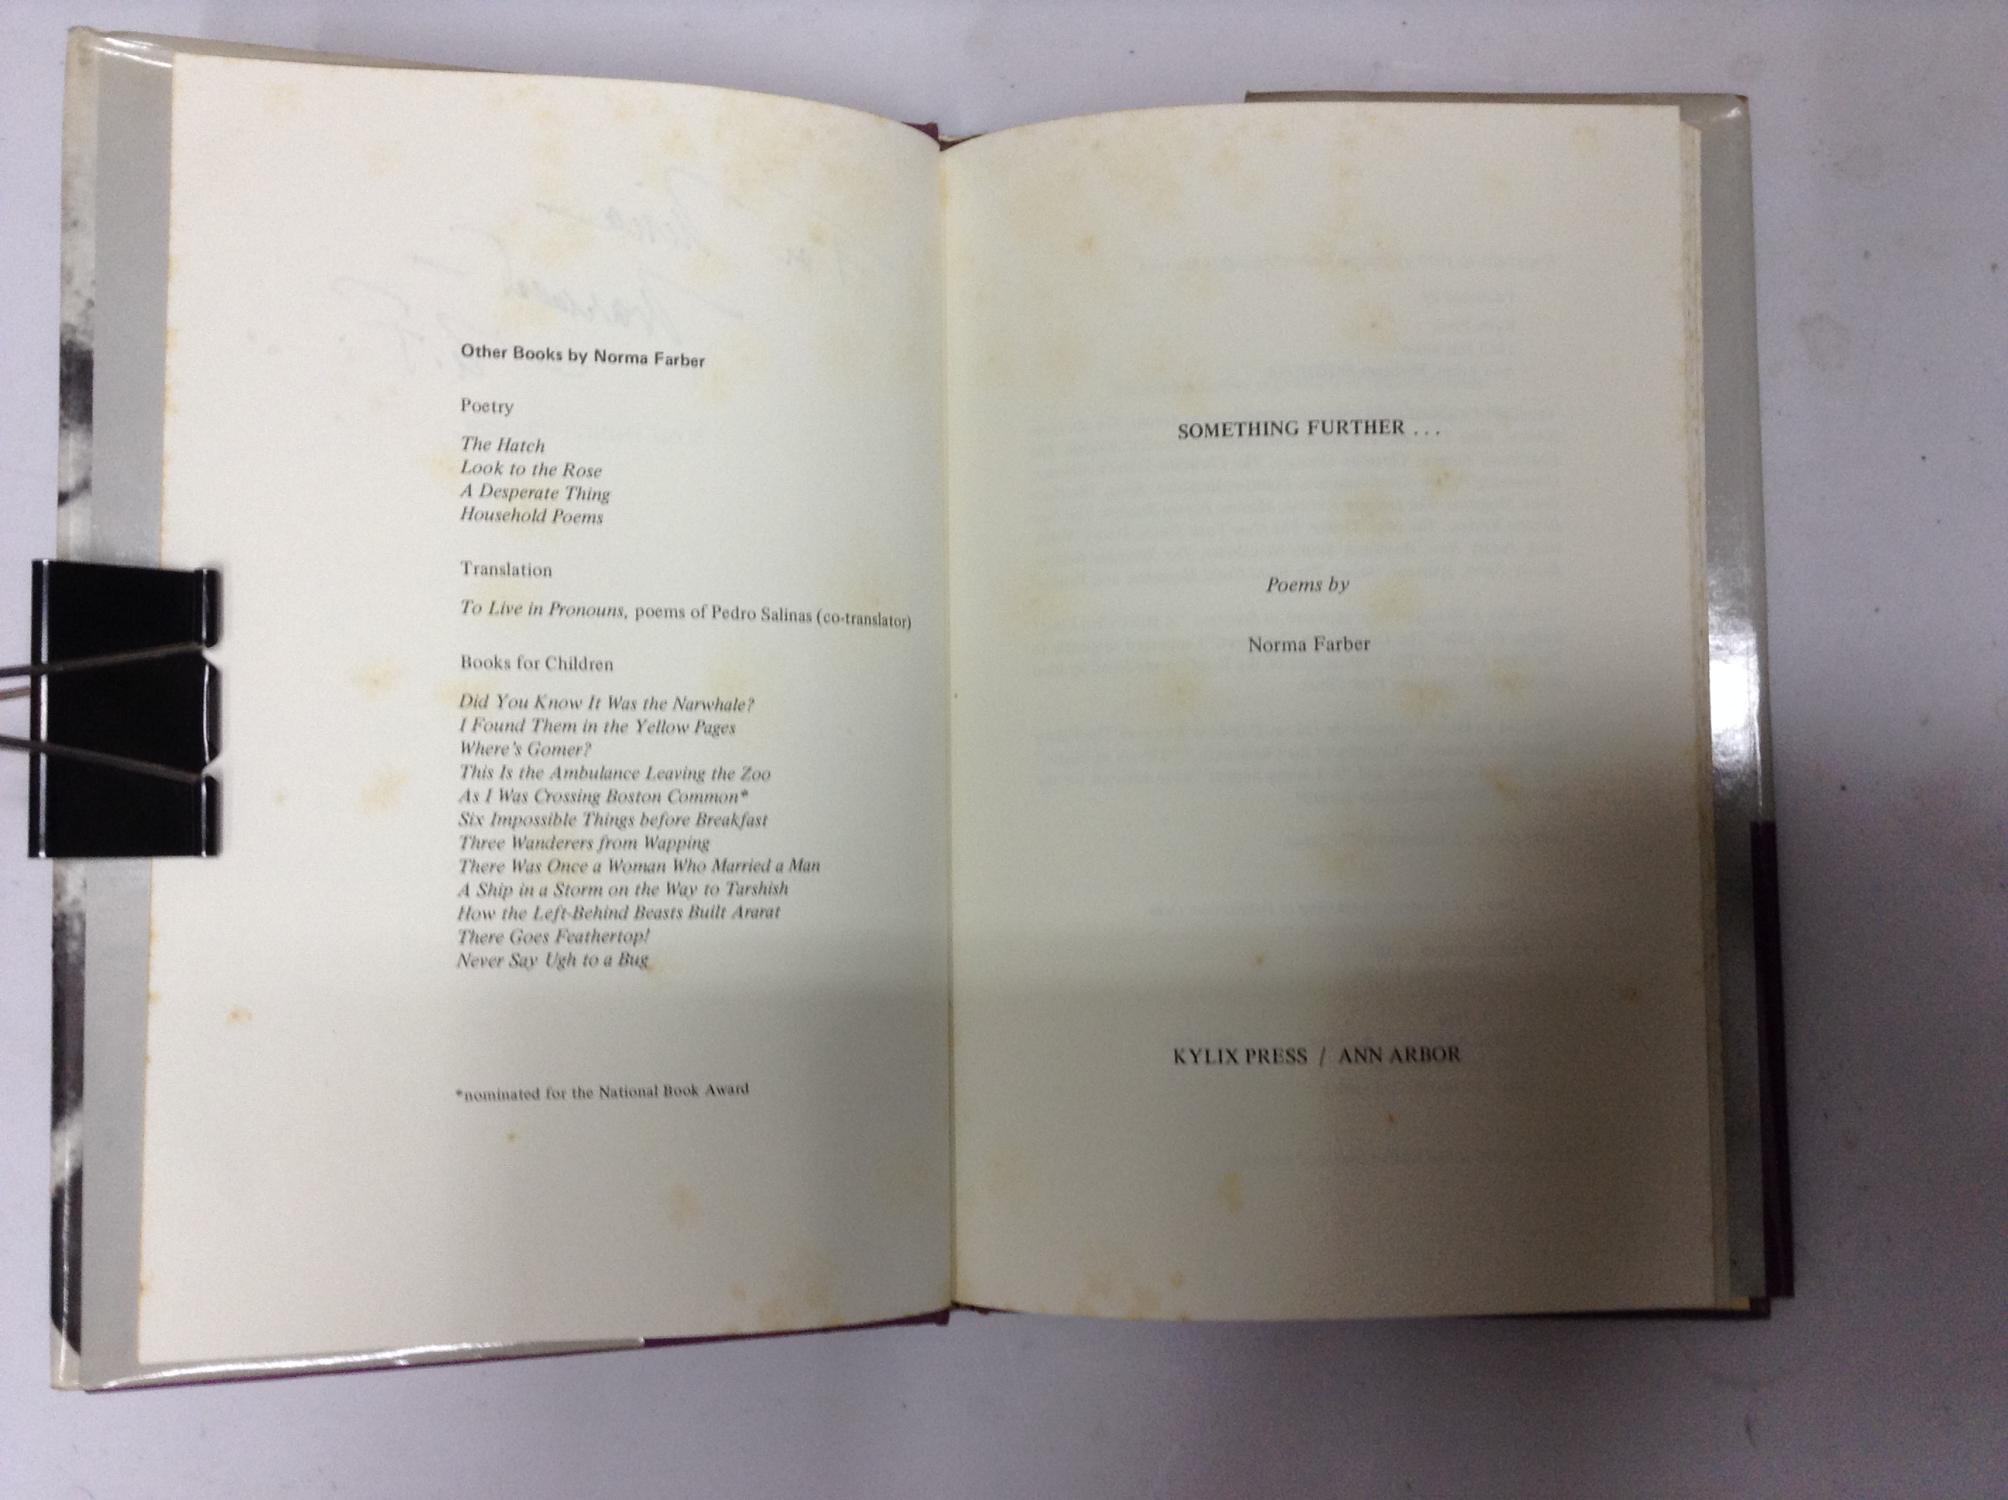 Other Books by Norma Farber
Poetry
The Hatch
Look to the Rose
A Desperate Thing
Household Poems
Translation
To Live in Pronouns, poems of Pedro Salinas (co-translator)
Books for Children
Did You Know It Was the Narwhale?
I Found Them in the Yellow Pages
Where's Gomer?
This Is the Ambulance Leaving the Zoo
As I Was Crossing Boston Common*
Six Impossible Things before Breakfast
Three Wanderers from Wapping
There Was Once a Woman Who Married a Man
A Ship in a Storm on the Way to Tarshish
How the Left-Behind Beasts Built Ararat
There Goes Feathertop!
Never Say Ugh to a Bug
*nominated for the National Book Award
SOMETHING FURTHER . . .
Poems by
Norma Farber
KYLIX PRESS / ANN ARBOR